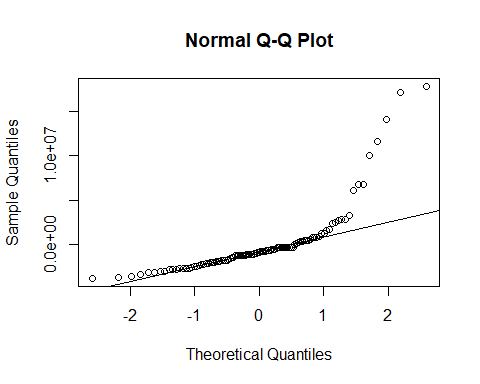 Normal Q-Q Plot
Sample Quantiles
0.0e+00 1.0e+07
-2 -1 0 1 2
Theoretical Quantiles